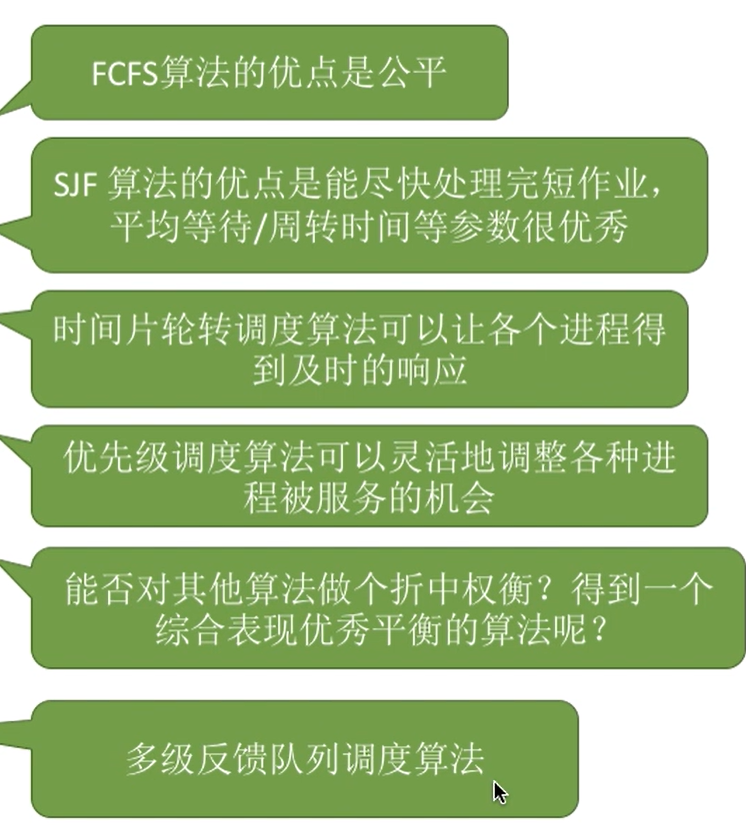 FCFS算法的优点是公平
SJF 算法的优点是能尽快处理完短作业，
平均等待/周转时间等参数很优秀
时间片轮转调度算法可以让各个进程得
到及时的响应
优先级调度算法可以灵活地调整各种进
程被服务的机会
能否对其他算法做个折中权衡？得到一个
综合表现优秀平衡的算法呢？
多级反馈队列调度算法